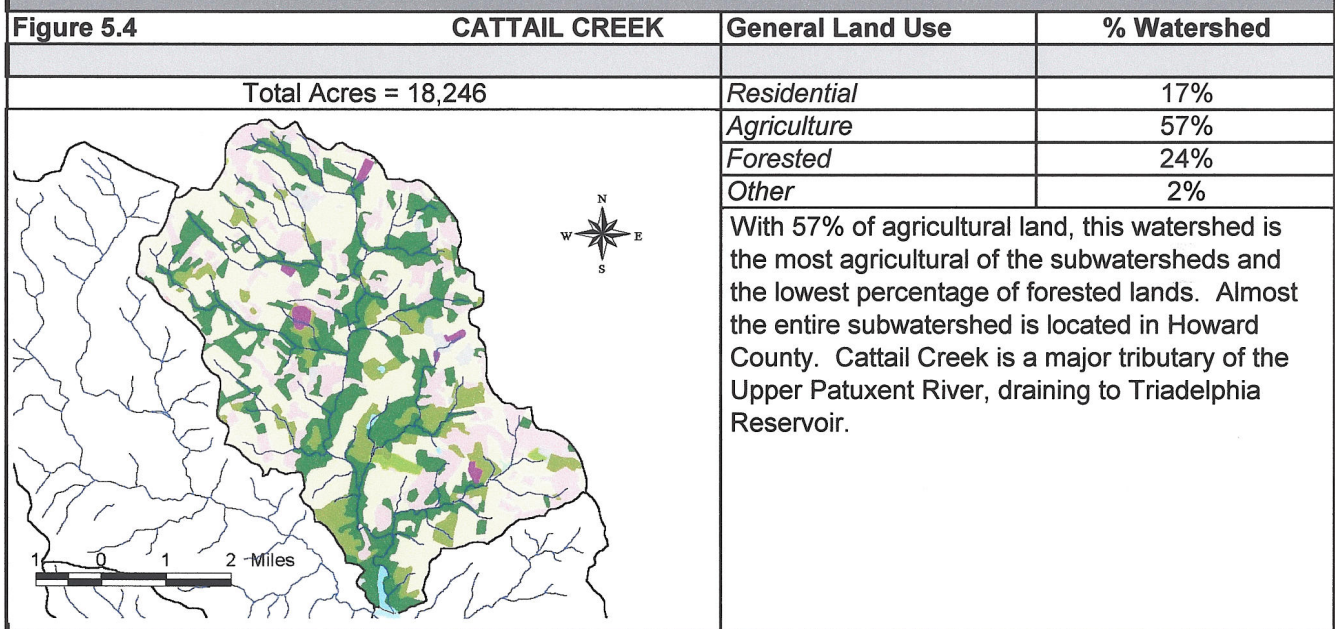 Figure 5.4 CATTAIL CREEK General Land Use % Watershed
Total Acres = 18,246
Residential 17%
Agriculture 57%
Forested 24%
Other 2%
With 57% of agricultural land, this watershed is
the most agricultural of the subwatersheds and
the lowest percentage of forested lands. Almost
the entire subwatershed is located in Howard
County. Cattail Creek is a major tributary of the
Upper Patuxent River, draining to Triadelphia
Reservoir.
N
W E
S
1 0 1 2 Miles